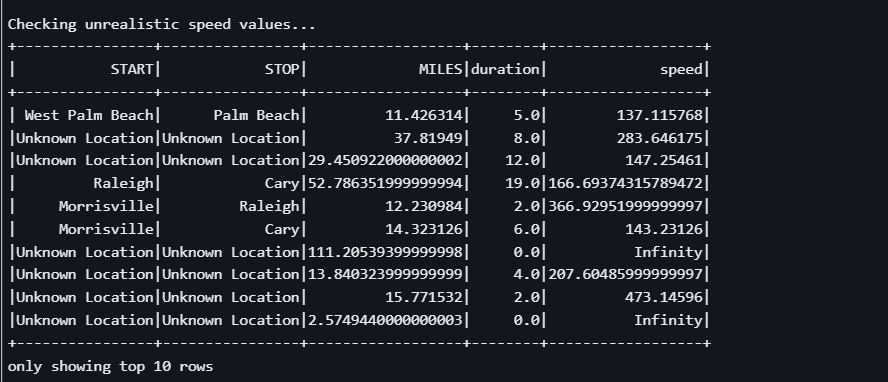 Checking unrealistic speed values...
+----------------+----------------+------------------+--------+------------------+
|           START|            STOP|             MILES|duration|             speed|
+----------------+----------------+------------------+--------+------------------+
| West Palm Beach|      Palm Beach|         11.426314|     5.0|        137.115768|
|Unknown Location|Unknown Location|          37.81949|     8.0|        283.646175|
|Unknown Location|Unknown Location|29.450922000000002|    12.0|         147.25461|
|         Raleigh|            Cary|52.786351999999994|    19.0|166.69374315789472|
|     Morrisville|         Raleigh|         12.230984|     2.0|366.92951999999997|
|     Morrisville|            Cary|         14.323126|     6.0|         143.23126|
|Unknown Location|Unknown Location|111.20539399999998|     0.0|          Infinity|
|Unknown Location|Unknown Location|13.840323999999999|     4.0|207.60485999999997|
|Unknown Location|Unknown Location|         15.771532|     2.0|         473.14596|
|Unknown Location|Unknown Location|2.5749440000000003|     0.0|          Infinity|
+----------------+----------------+------------------+--------+------------------+
only showing top 10 rows